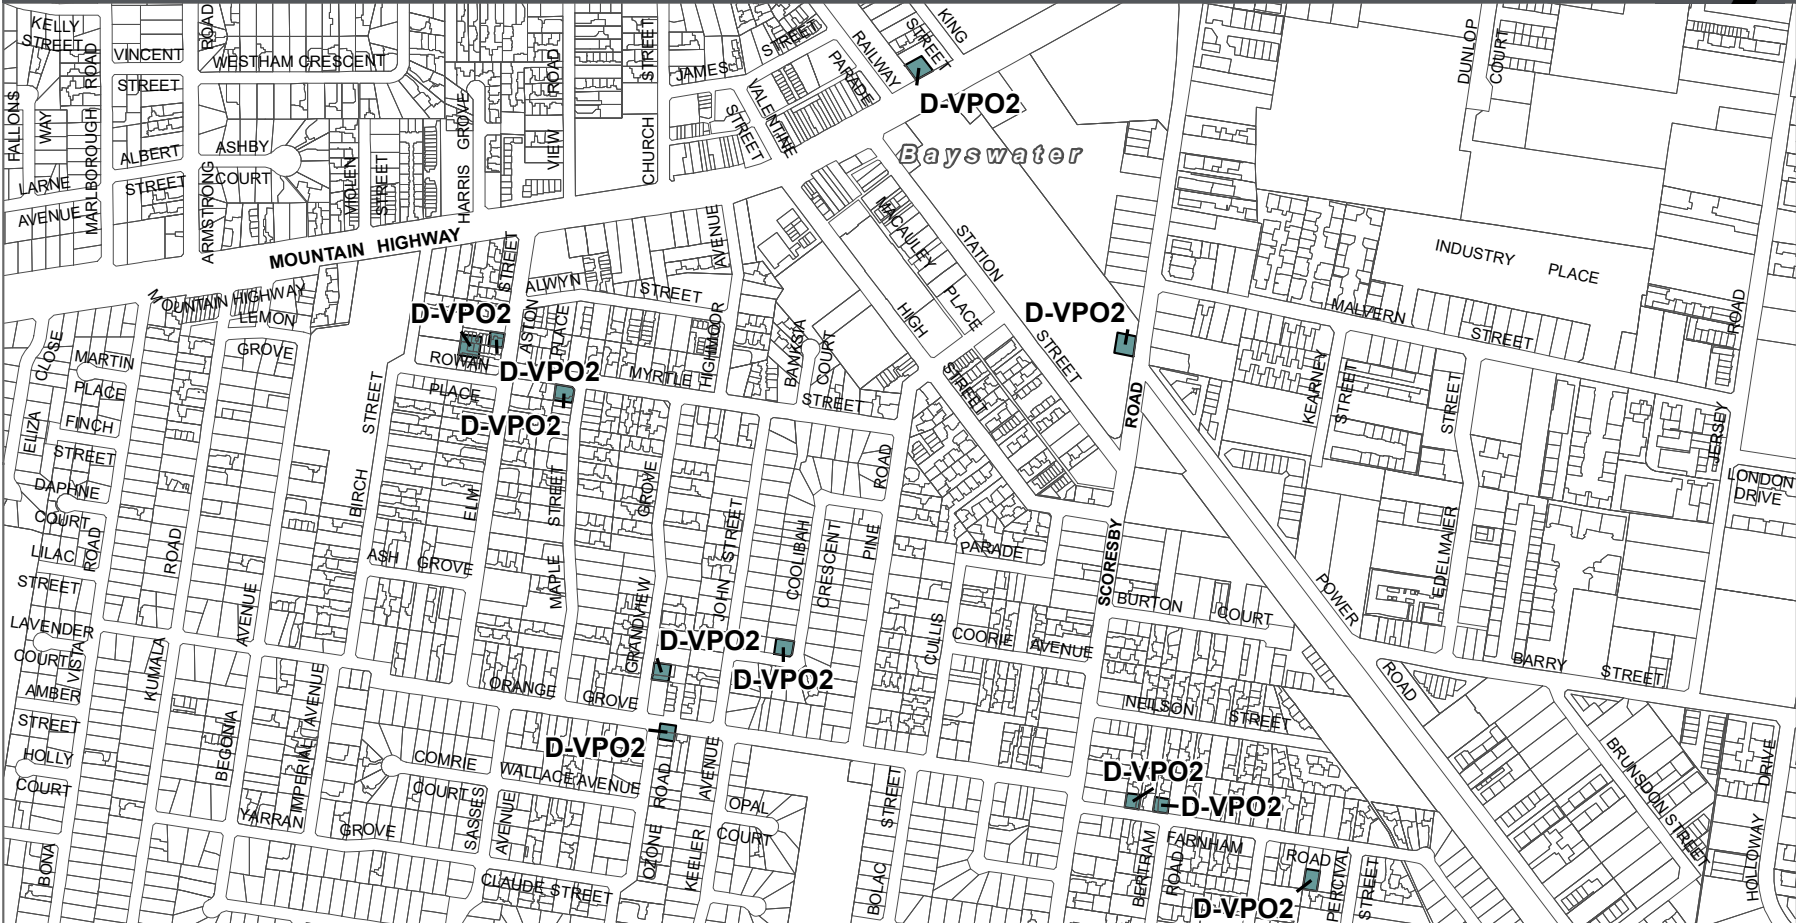 KELLY
STREET
MARLBOROUGH ROAD
VINCENT
STREET
ARMSTRONG ROAD
WESTHAM CRESCENT
HARRIS GROVE
VIEW ROAD
CHURCH STREET
JAMES STREET
VALENTINE STREET
RAILWAY PARADE
KING STREET
D-VPO2
Bayswater
DUNLOP COURT
FALLONS WAY
ALBERT STREET
ASHBY COURT
VIOLEN STREET
LARNE AVENUE
MOUNTAIN HIGHWAY
MOUNTAIN HIGHWAY
LEMON GROVE
ALWYN STREET
AVENUE
HIGHMOOR
ASTON
PLACE
STREET
MACAULEY PLACE
STATION STREET
HIGH STREET
INDUSTRY PLACE
MALVERN STREET
D-VPO2
D-VPO2
D-VPO2
D-VPO2
ROWAN PLACE
MYRTLE STREET
BANKSIA COURT
ELIZA CLOSE
MARTIN PLACE
FINCH STREET
DAPHNE COURT
LILAC STREET
LAVENDER COURT
AMBER STREET
HOLLY COURT
BIRCH STREET
ELM
MAPLE STREET
ASH GROVE
GRANDVIEW GROVE
JOHN STREET
COOLIBAH CRESCENT
PINE ROAD
CULLIS
PARADE
SCORESBY ROAD
KEARNEY STREET
EDELMAIER STREET
JERSEY ROAD
LONDON
DRIVE
BURTON COURT
COORIE AVENUE
POWER ROAD
BARRY STREET
NEILSON STREET
D-VPO2
D-VPO2
D-VPO2
ORANGE GROVE
VISTA ROAD
KUMALA ROAD
BEGONIA AVENUE
IMPERIAL AVENUE
COMRIE COURT
WALLACE AVENUE
SASSES AVENUE
OZONE ROAD
KEELER AVENUE
OPAL COURT
BOLAC STREET
YARRAN GROVE
CLAUDE STREET
BONA
D-VPO2
D-VPO2
BERTRAM ROAD
FARNHAM ROAD
PERCIVAL STREET
D-VPO2
BRUNSDON STREET
HOLLOWAY DRIVE